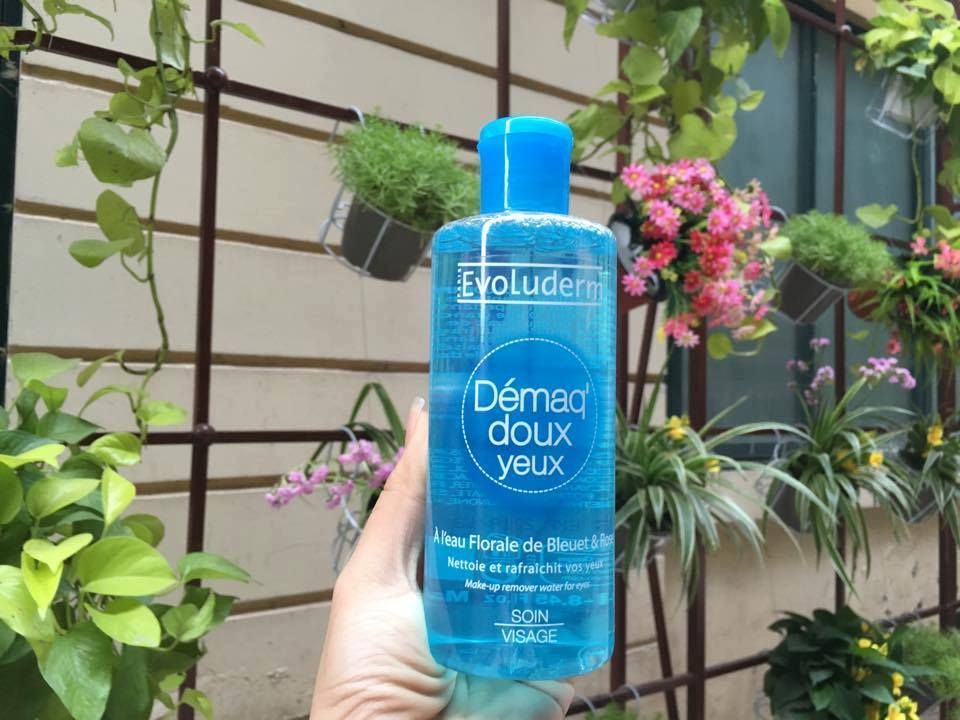 PARIS
Evoluderm
Démaq'
doux
yeux
À l'eau Florale de Bleuet & Rose
Nettoie et rafraîchit vos yeux
Make-up remover water for eyes
SOIN
VISAGE